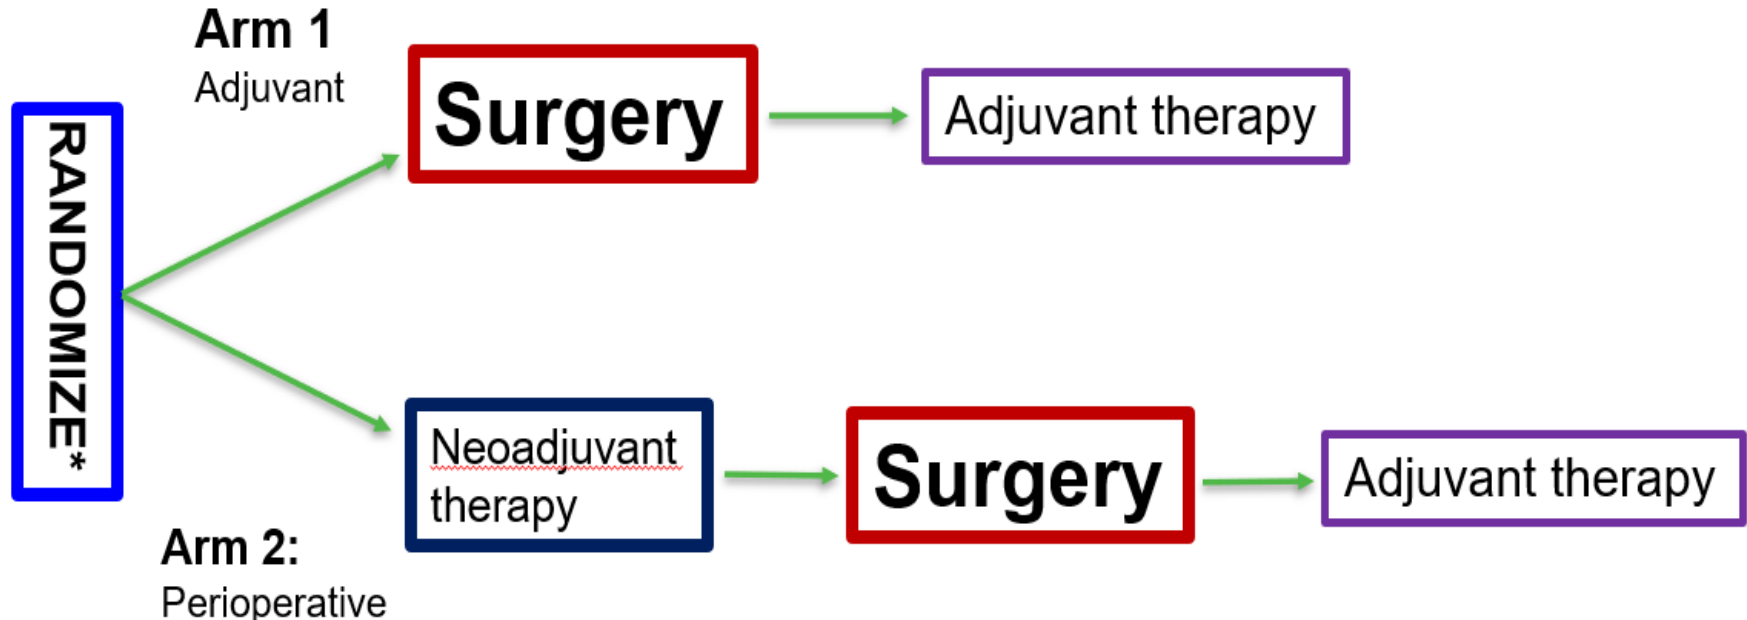 RANDOMIZE*
Arm 1
Adjuvant
Surgery
Adjuvant therapy
Arm 2:
Perioperative
Neoadjuvant
therapy
Surgery
Adjuvant therapy